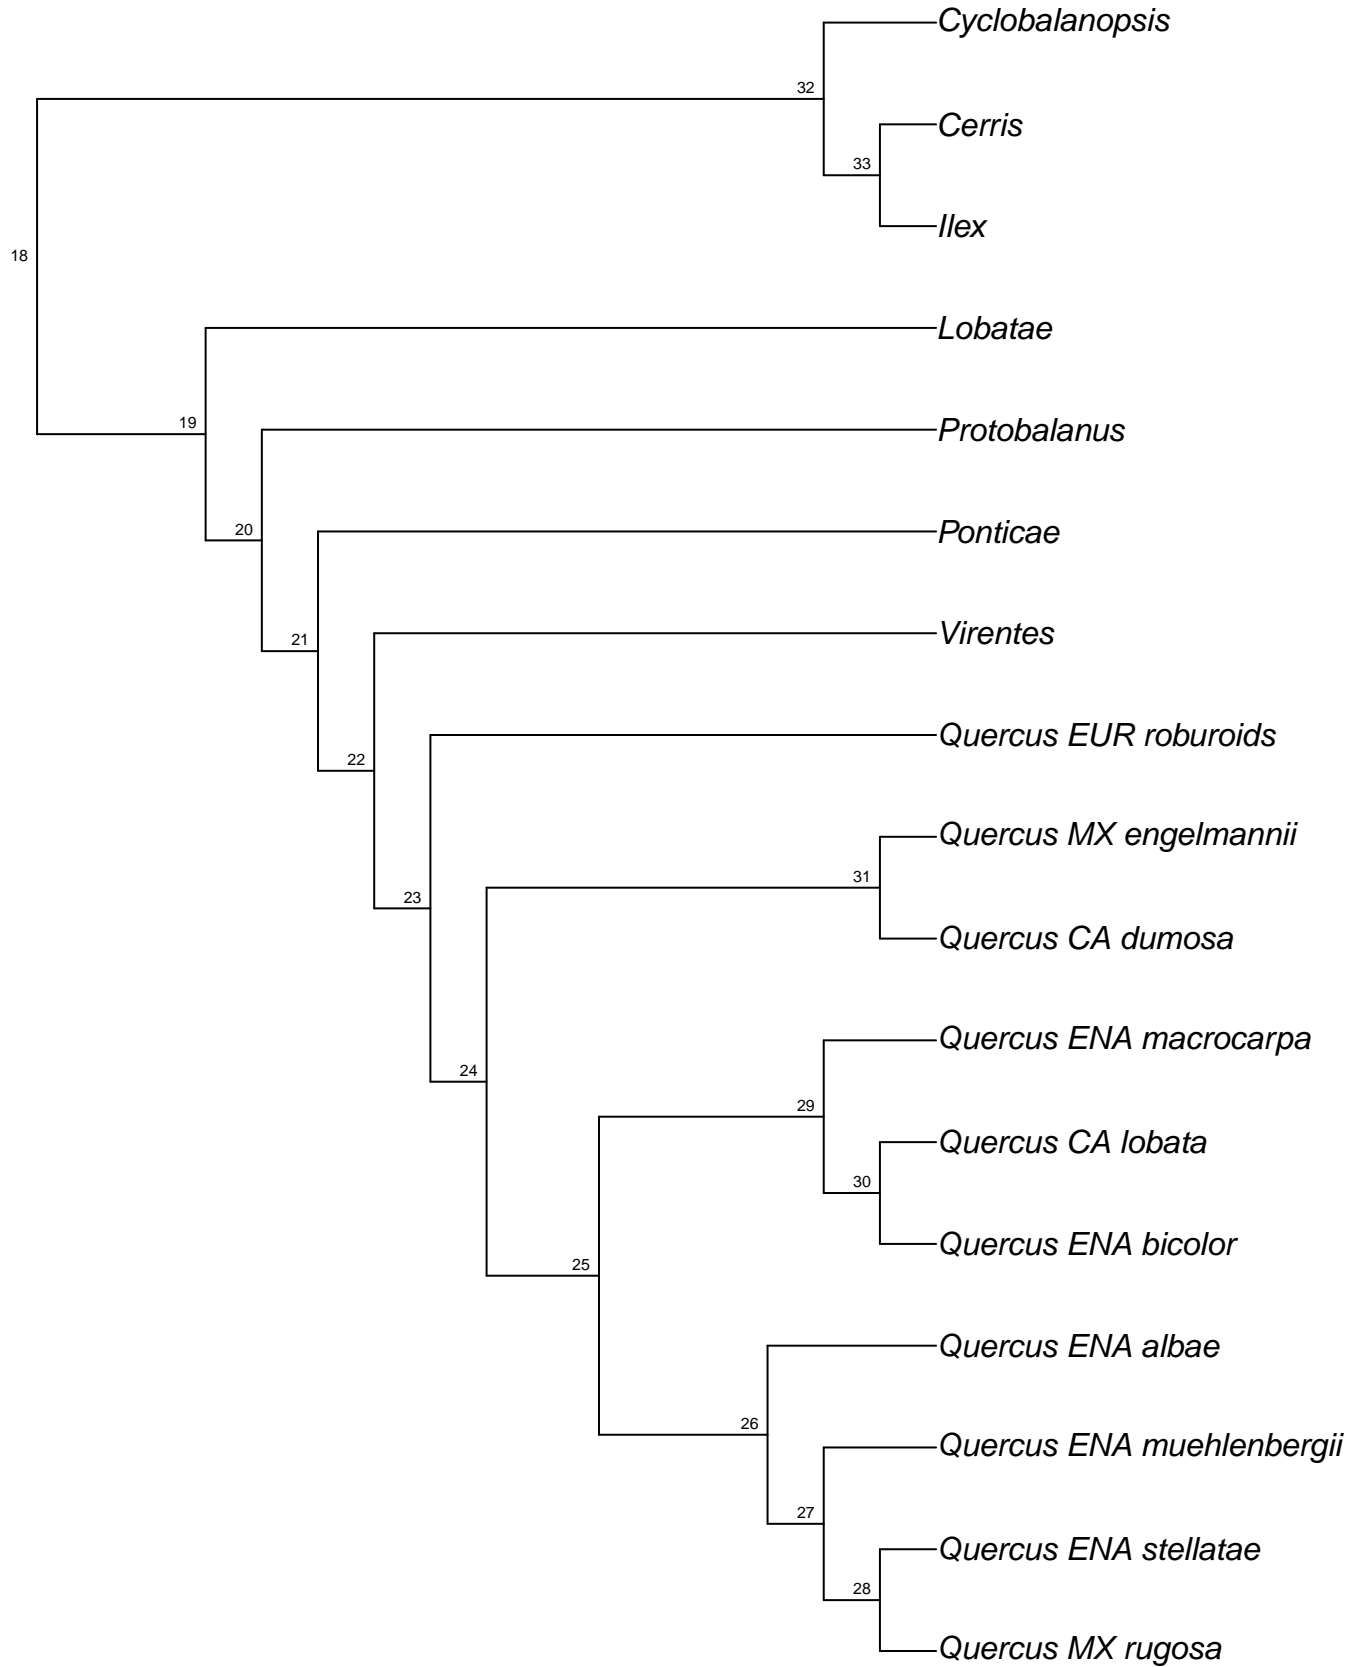 Cyclobalanopsis
32
Cerris
33
Ilex
18
Lobatae
19
Protobalanus
20
Ponticae
21
Virentes
22
Quercus EUR roburoids
Quercus MX engelmannii
31
23
Quercus CA dumosa
Quercus ENA macrocarpa
24
29
Quercus CA lobata
30
Quercus ENA bicolor
25
Quercus ENA albae
26
Quercus ENA muehlenbergii
27
Quercus ENA stellatae
28
Quercus MX rugosa